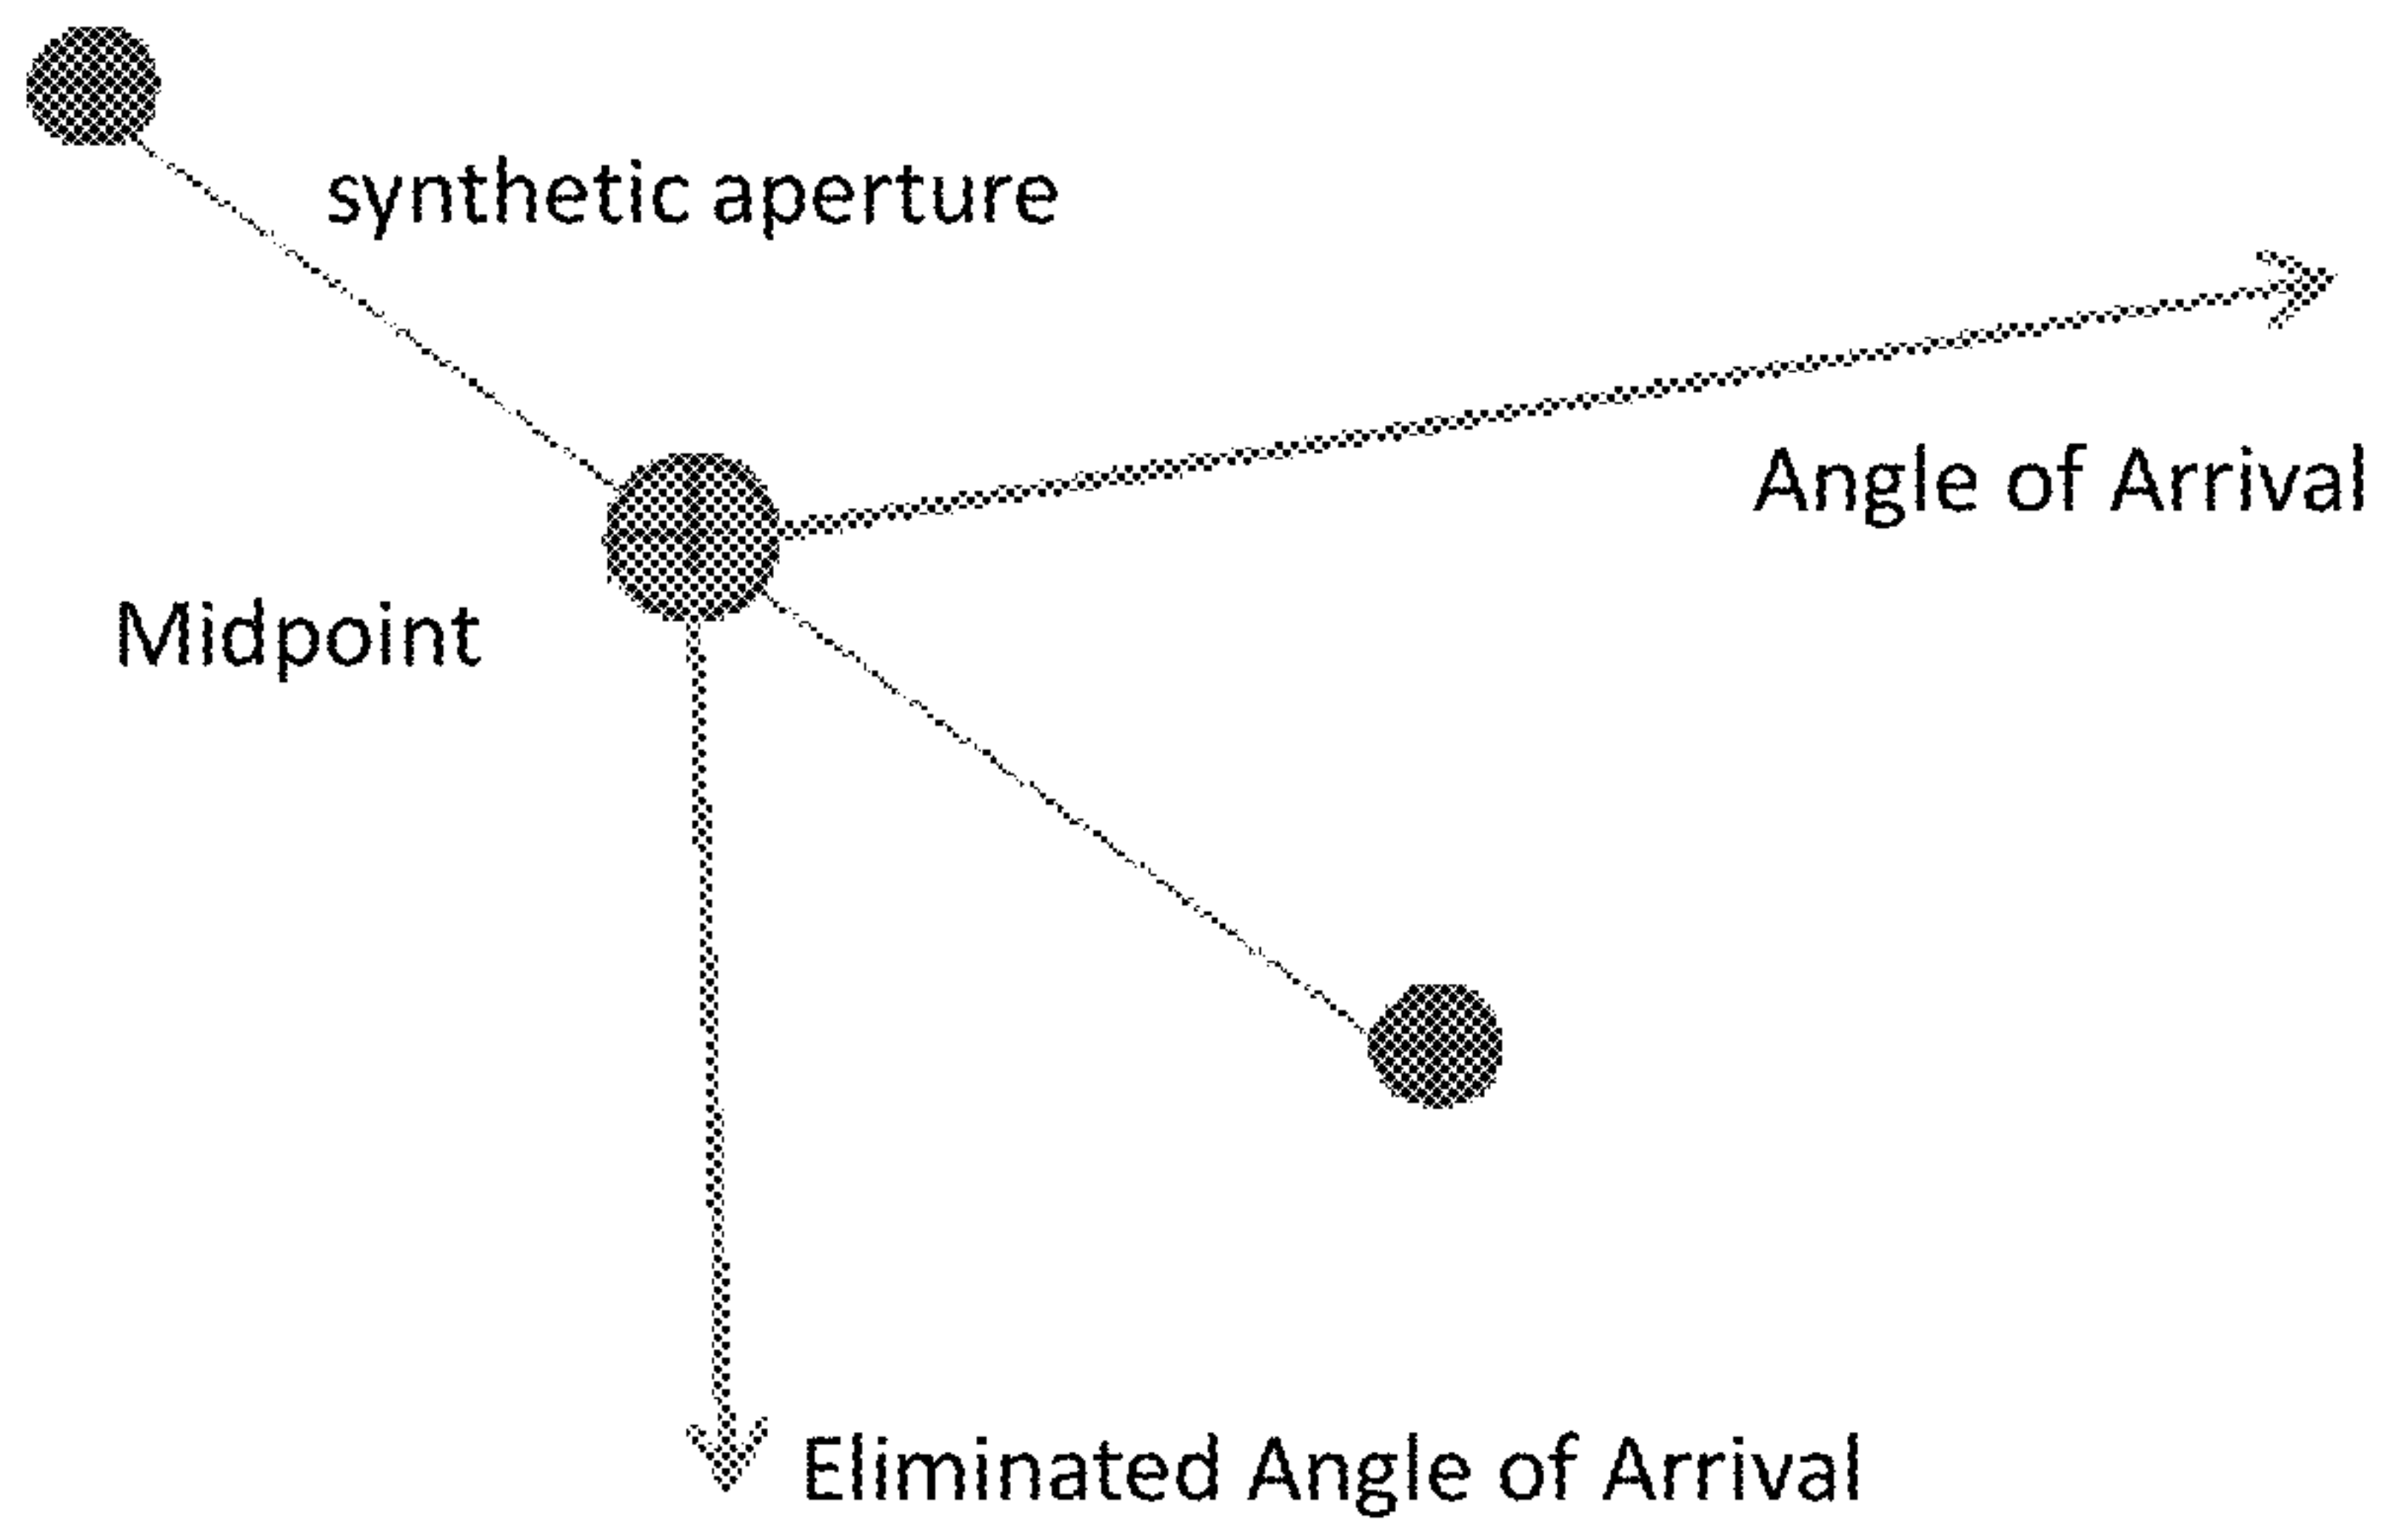 synthetic aperture
Angle of Arrival
Midpoint
Eliminated Angle of Arrival